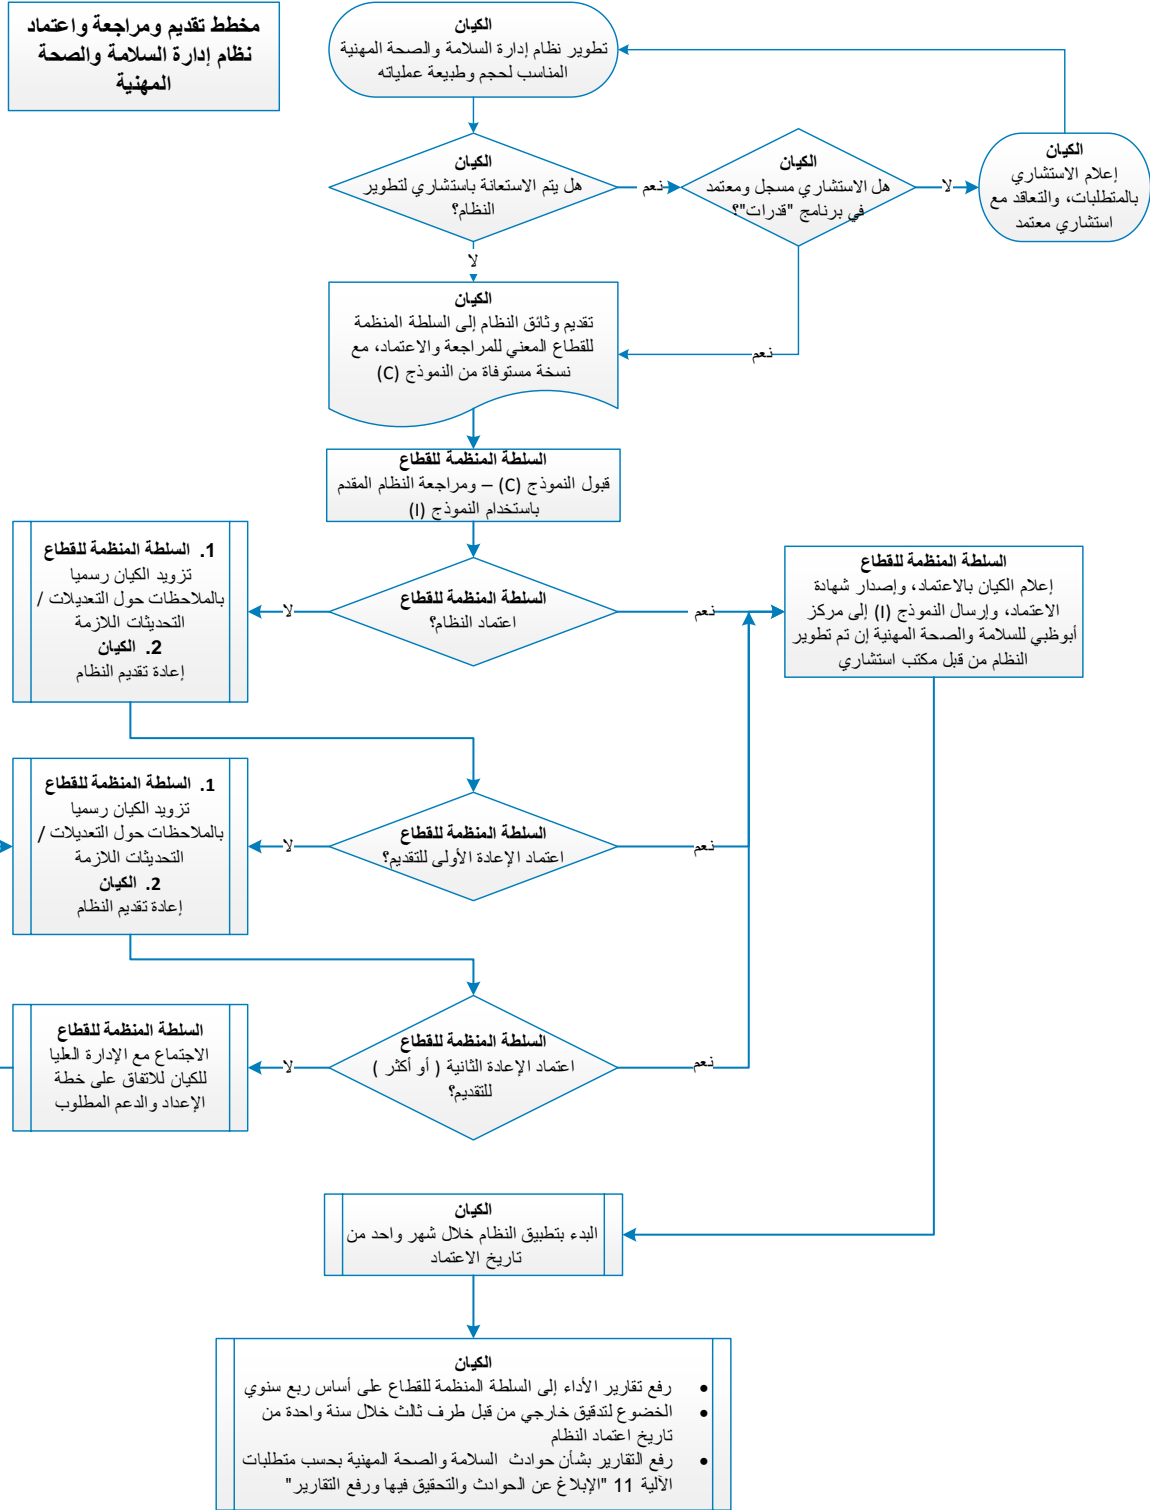 مخطط تقديم ومراجعة واعتماد
نظام إدارة السلامة والصحة
المهنية
الكيان
تطوير نظام إدارة السلامة والصحة المهنية
المناسب لحجم وطبيعة عملياته
الكيان
هل يتم الاستعانة باستشاري لتطوير
النظام؟
نعم
الكيان
هل الاستشاري مسجل ومعتمد
في برنامج "قدرات"؟
لا
الكيان
إعلام الاستشاري
بالمتطلبات، والتعاقد مع
استشاري معتمد
لا
نعم
الكيان
تقديم وثائق النظام إلى السلطة المنظمة
للقطاع المعني للمراجعة والاعتماد، مع
نسخة مستوفاة من النموذج (C)
السلطة المنظمة للقطاع
قبول النموذج (C) – ومراجعة النظام المقدم
باستخدام النموذج (I)
السلطة المنظمة للقطاع
اعتماد النظام؟
نعم
لا
السلطة المنظمة للقطاع
إعلام الكيان بالاعتماد، وإصدار شهادة
الاعتماد، وإرسال النموذج (I) إلى مركز
أبوظبي للسلامة والصحة المهنية إن تم تطوير
النظام من قبل مكتب استشاري
1. السلطة المنظمة للقطاع
تزويد الكيان رسميا
بالملاحظات حول التعديلات /
التحديثات اللازمة
2. الكيان
إعادة تقديم النظام
السلطة المنظمة للقطاع
اعتماد الإعادة الأولى للتقديم؟
نعم
لا
1. السلطة المنظمة للقطاع
تزويد الكيان رسميا
بالملاحظات حول التعديلات /
التحديثات اللازمة
2. الكيان
إعادة تقديم النظام
السلطة المنظمة للقطاع
اعتماد الإعادة الثانية ( أو أكثر )
للتقديم؟
نعم
لا
السلطة المنظمة للقطاع
الاجتماع مع الإدارة العليا
للكيان للاتفاق على خطة
الإعداد والدعم المطلوب
الكيان
البدء بتطبيق النظام خلال شهر واحد من
تاريخ الاعتماد
الكيان
• رفع تقارير الأداء إلى السلطة المنظمة للقطاع على أساس ربع سنوي
• الخضوع لتدقيق خارجي من قبل طرف ثالث خلال سنة واحدة من
تاريخ اعتماد النظام
• رفع التقارير بشأن حوادث السلامة والصحة المهنية بحسب متطلبات
الآلية 11 "الإبلاغ عن الحوادث والتحقيق فيها ورفع التقارير"